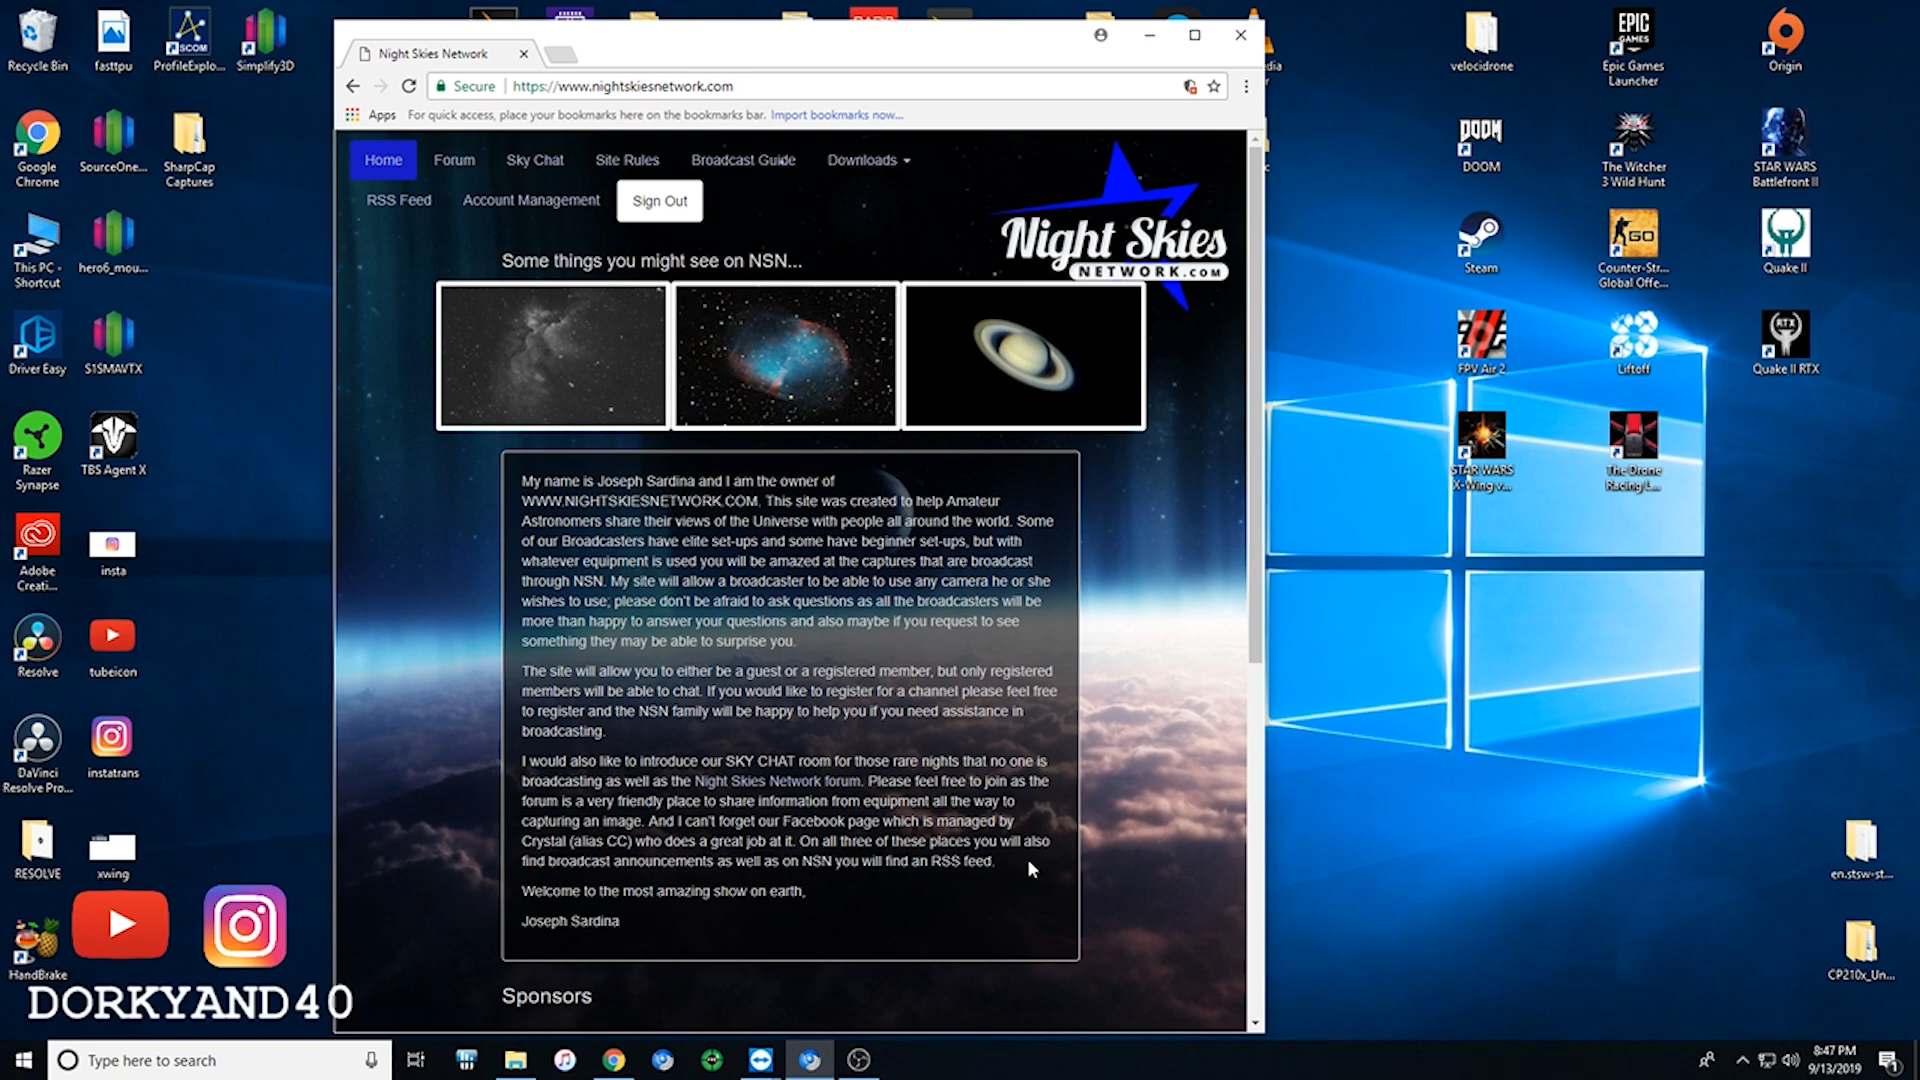 Recycle Bin
fasttpu
ProfileExplo...
SCOM
Simplify3D
Google
Chrome
SourceOne...
SharpCap
Captures
This PC -
Shortcut
hero6_mou...
Driver Easy
S1SMAVTX
Razer
Synapse
TBS Agent X
Adobe
Creati...
insta
Resolve
tubeicon
DaVinci
Resolve Pro...
instatrans
RESOLVE
xwing
HandBrake
DORKYAND40
Night Skies Network
Secure
https://www.nightskiesnetwork.com
Apps
For quick access, place your bookmarks here on the bookmarks bar. Import bookmarks now...
Home
Forum
Sky Chat
Site Rules
Broadcast Guide
Downloads
RSS Feed
Account Management
Sign Out
Night Skies
NETWORK.COM
Some things you might see on NSN...
My name is Joseph Sardina and I am the owner of
WWW.NIGHTSKIESNETWORK.COM. This site was created to help Amateur
Astronomers share their views of the Universe with people all around the world. Some
of our Broadcasters have elite set-ups and some have beginner set-ups, but with
whatever equipment is used you will be amazed at the captures that are broadcast
through NSN. My site will allow a broadcaster to be able to use any camera he or she
wishes to use; please don't be afraid to ask questions as all the broadcasters will be
more than happy to answer your questions and also maybe if you request to see
something they may be able to surprise you.
The site will allow you to either be a guest or a registered member, but only registered
members will be able to chat. If you would like to register for a channel please feel free
to register and the NSN family will be happy to help you if you need assistance in
broadcasting.
I would also like to introduce our SKY CHAT room for those rare nights that no one is
broadcasting as well as the Night Skies Network forum. Please feel free to join as the
forum is a very friendly place to share information from equipment all the way to
capturing an image. And I can't forget our Facebook page which is managed by
Crystal (alias CC) who does a great job at it. On all three of these places you will also
find broadcast announcements as well as on NSN you will find an RSS feed.
Welcome to the most amazing show on earth,
Joseph Sardina
Sponsors
velocidrone
EPIC
GAMES
Epic Games
Launcher
Origin
DOOM
DOOM
The Witcher
3 Wild Hunt
STAR WARS
Battlefront II
Steam
GO
Counter-Str...
Global Offe...
Quake II
FPV Air 2
Liftoff
RTX
Quake II RTX
STAR WARS
X-Wing v...
The Drone
Racing L...
en.stsw-st...
CP210x_Un...
Type here to search
8:47 PM
9/13/2019
1